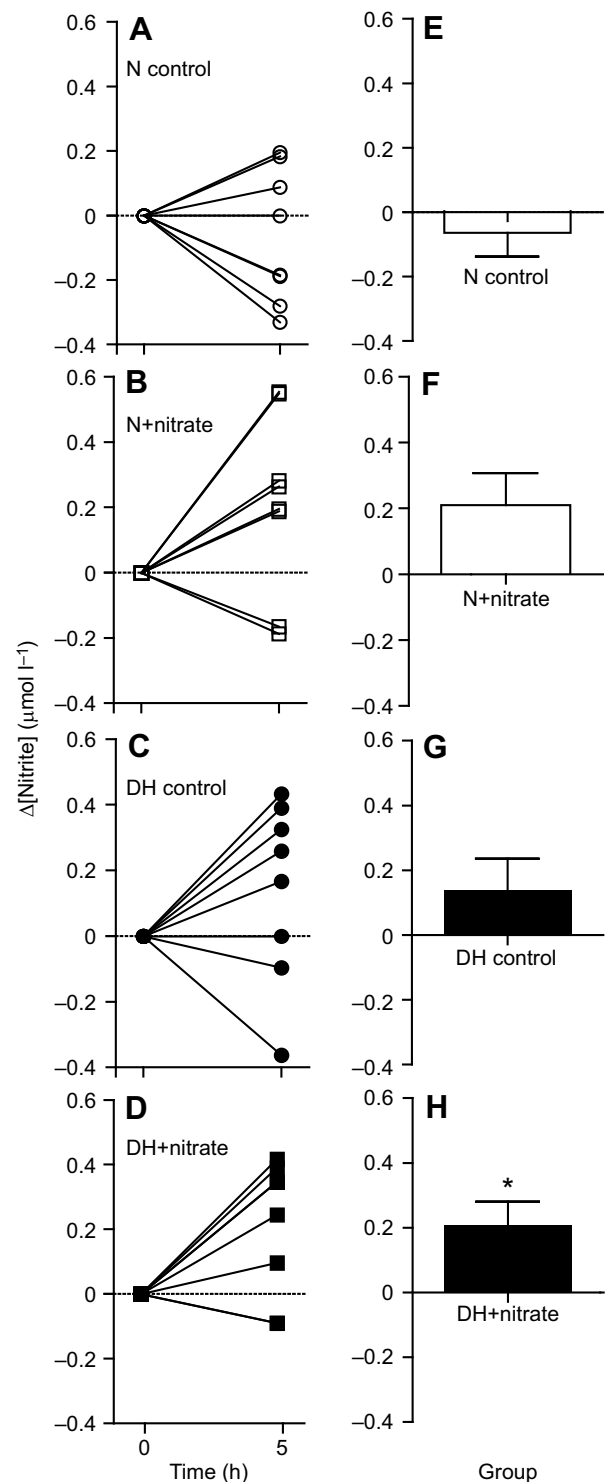 A
N control
0.6
0.4
0.2
0
–0.2
–0.4
E
0.6
0.4
0.2
0
–0.2
–0.4
N control
B
N+nitrate
0.6
0.4
0.2
0
–0.2
–0.4
F
0.6
0.4
0.2
0
–0.2
–0.4
N+nitrate
Δ[Nitrite] (μmol l⁻¹)
C
DH control
0.6
0.4
0.2
0
–0.2
–0.4
G
0.6
0.4
0.2
0
–0.2
–0.4
DH control
D
DH+nitrate
0.6
0.4
0.2
0
–0.2
–0.4
0 5
Time (h)
H
0.6
0.4
0.2
0
–0.2
–0.4
*
DH+nitrate
Group